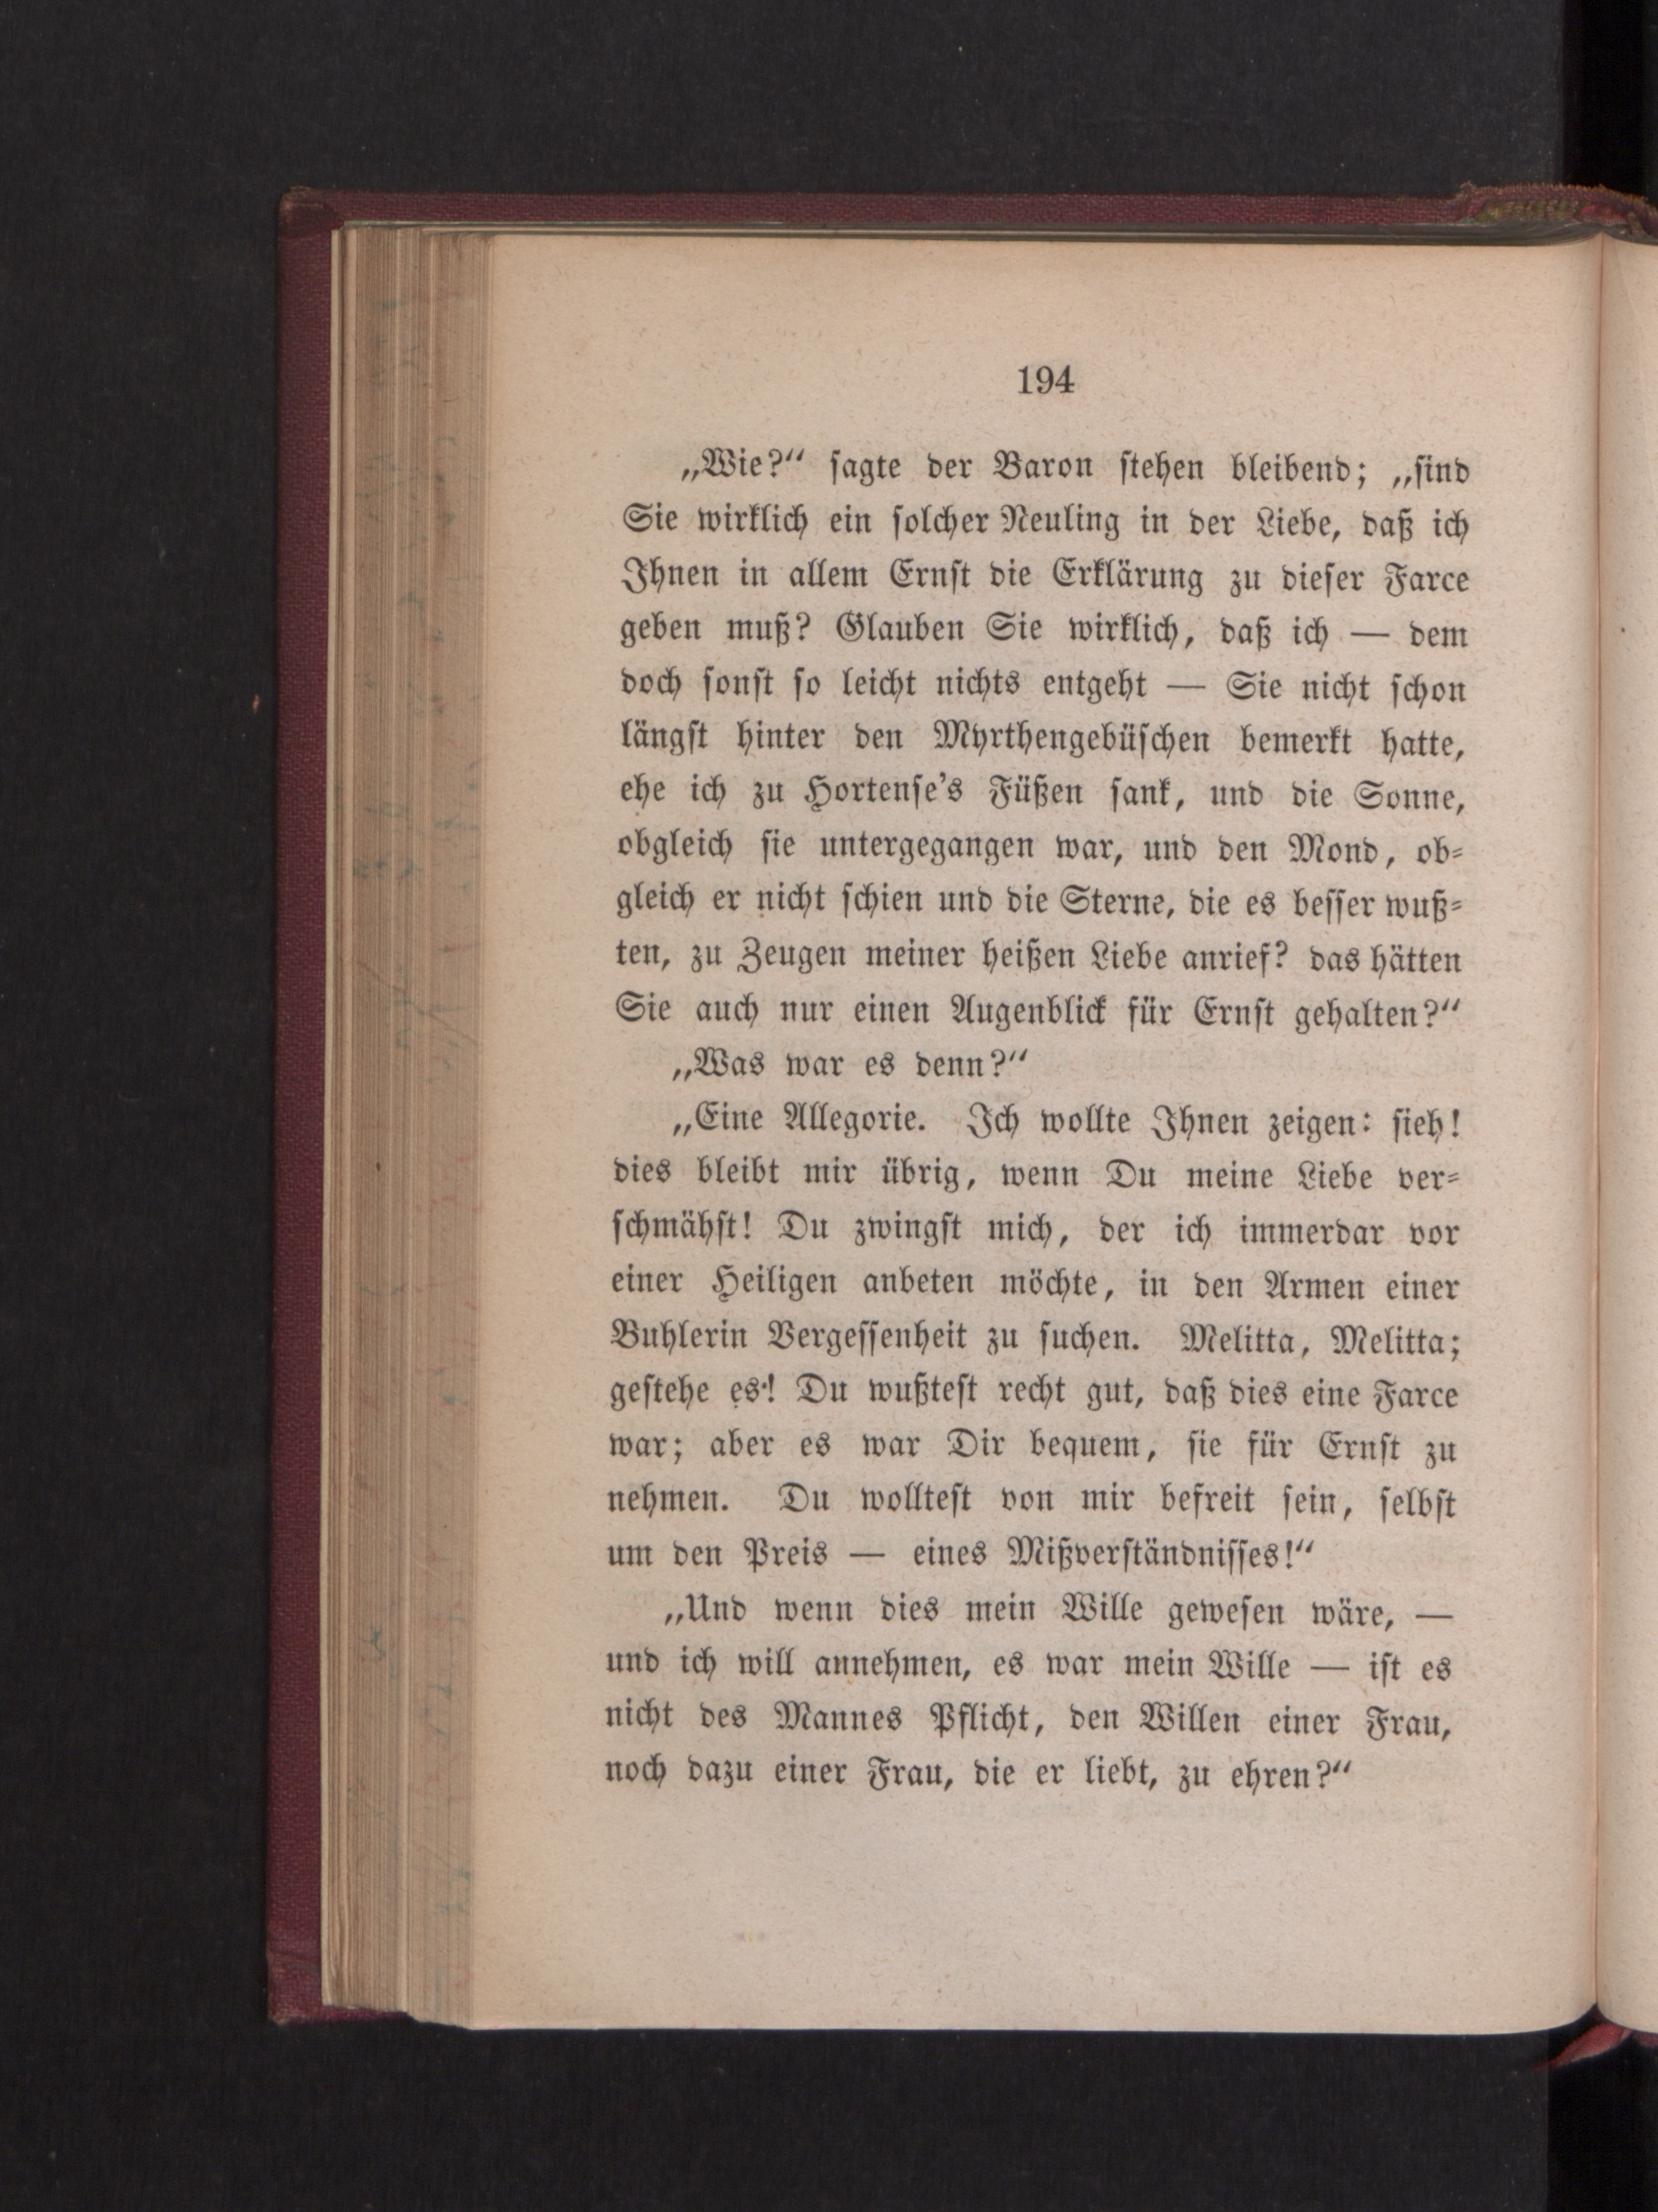 194
„Wie?“ sagte der Baron stehen bleibend; „sind
Sie wirklich ein solcher Neuling in der Liebe, daß ich
Ihnen in allem Ernst die Erklärung zu dieser Farce
geben muß? Glauben Sie wirklich, daß ich — dem
doch sonst so leicht nichts entgeht — Sie nicht schon
längst hinter den Myrthengebüschen bemerkt hatte,
ehe ich zu Hortense's Füßen sank, und die Sonne,
obgleich sie untergegangen war, und den Mond, ob-
gleich er nicht schien und die Sterne, die es besser wuß-
ten, zu Zeugen meiner heißen Liebe anrief? das hätten
Sie auch nur einen Augenblick für Ernst gehalten?“
„Was war es denn?“
„Eine Allegorie. Ich wollte Ihnen zeigen: sieh!
dies bleibt mir übrig, wenn Du meine Liebe ver-
schmähst! Du zwingst mich, der ich immerdar vor
einer Heiligen anbeten möchte, in den Armen einer
Buhlerin Vergessenheit zu suchen. Melitta, Melitta;
gestehe es! Du wußtest recht gut, daß dies eine Farce
war; aber es war Dir bequem, sie für Ernst zu
nehmen. Du wolltest von mir befreit sein, selbst
um den Preis — eines Mißverständnisses!“
„Und wenn dies mein Wille gewesen wäre, —
und ich will annehmen, es war mein Wille — ist es
nicht des Mannes Pflicht, den Willen einer Frau,
noch dazu einer Frau, die er liebt, zu ehren?“